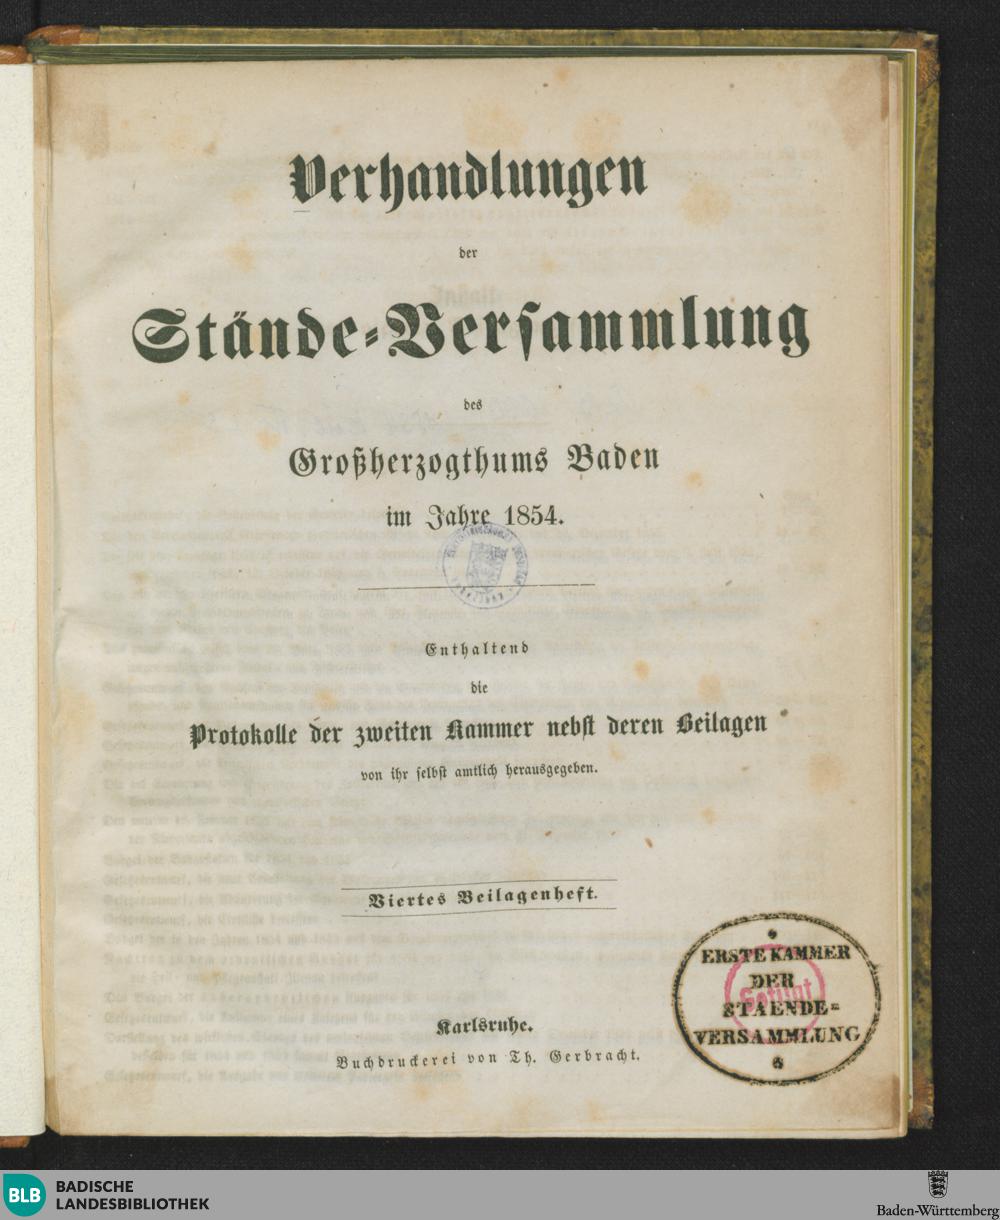 Verhandlungen
der
Stände-Versammlung
des
Großherzogthums Baden
im Jahre 1854.
Enthaltend
die
Protokolle der zweiten Kammer nebst deren Beilagen
von ihr selbst amtlich herausgegeben.
Viertes Beilagenheft.
Karlsruhe.
Buchdruckerei von Th. Gerbracht.
ERSTE KAMMER
DER
STAENDE=
VERSAMMLUNG
Getilgt
BLB
BADISCHE
LANDESBIBLIOTHEK
Baden-Württemberg